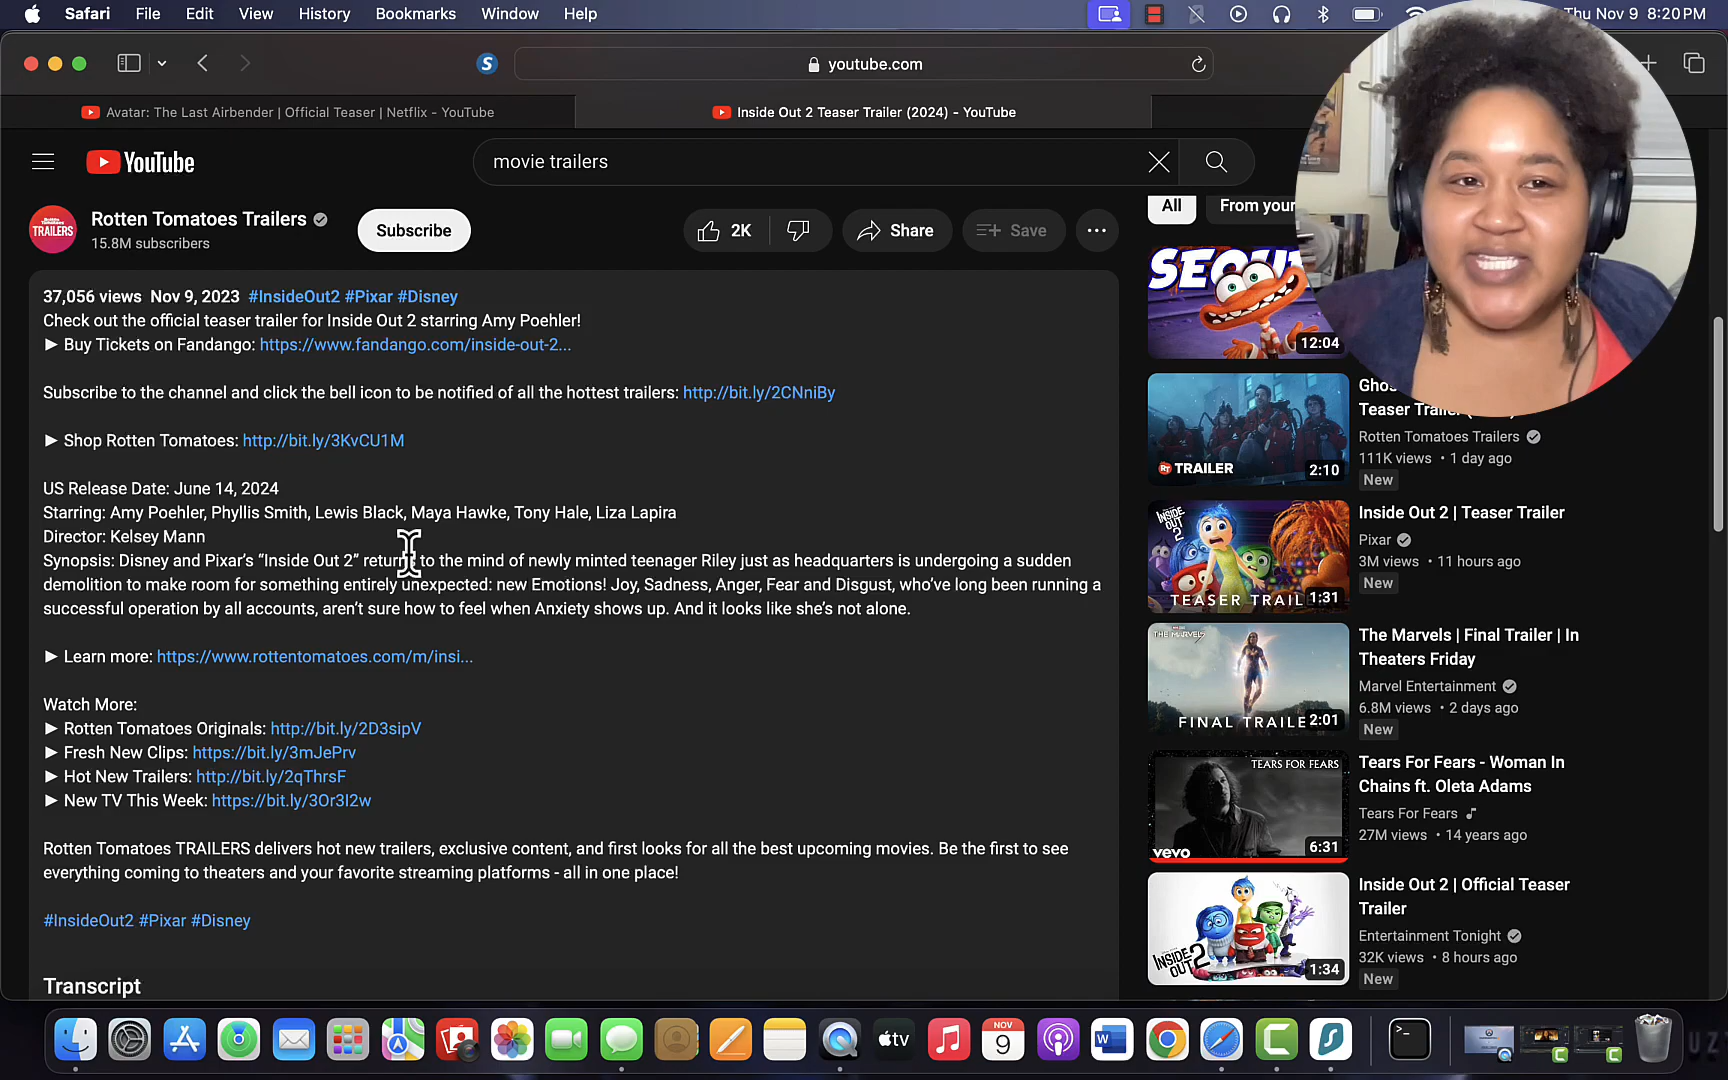 Safari File Edit View History Bookmarks Window Help
Thu Nov 9 8:20 PM
youtube.com
Avatar: The Last Airbender | Official Teaser | Netflix - YouTube
Inside Out 2 Teaser Trailer (2024) - YouTube
YouTube
movie trailers
Rotten Tomatoes Trailers
15.8M subscribers
Subscribe
2K
Share
Save
37,056 views Nov 9, 2023 #InsideOut2 #Pixar #Disney
Check out the official teaser trailer for Inside Out 2 starring Amy Poehler!
► Buy Tickets on Fandango: https://www.fandango.com/inside-out-2...
Subscribe to the channel and click the bell icon to be notified of all the hottest trailers: http://bit.ly/2CNniBy
► Shop Rotten Tomatoes: http://bit.ly/3KvCU1M
US Release Date: June 14, 2024
Starring: Amy Poehler, Phyllis Smith, Lewis Black, Maya Hawke, Tony Hale, Liza Lapira
Director: Kelsey Mann
Synopsis: Disney and Pixar's “Inside Out 2” returns to the mind of newly minted teenager Riley just as headquarters is undergoing a sudden
demolition to make room for something entirely unexpected: new Emotions! Joy, Sadness, Anger, Fear and Disgust, who've long been running a
successful operation by all accounts, aren't sure how to feel when Anxiety shows up. And it looks like she's not alone.
► Learn more: https://www.rottentomatoes.com/m/insi...
Watch More:
► Rotten Tomatoes Originals: http://bit.ly/2D3sipV
► Fresh New Clips: https://bit.ly/3mJePrv
► Hot New Trailers: http://bit.ly/2qThrsF
► New TV This Week: https://bit.ly/3Or3I2w
Rotten Tomatoes TRAILERS delivers hot new trailers, exclusive content, and first looks for all the best upcoming movies. Be the first to see
everything coming to theaters and your favorite streaming platforms - all in one place!
#InsideOut2 #Pixar #Disney
Transcript
All
From your
12:04
TRAILER
2:10
Teaser Trailer
Rotten Tomatoes Trailers
111K views • 1 day ago
New
INSIDE OUT 2
TEASER TRAIL
1:31
Inside Out 2 | Teaser Trailer
Pixar
3M views • 11 hours ago
New
THE MARVELS
FINAL TRAILE
2:01
The Marvels | Final Trailer | In
Theaters Friday
Marvel Entertainment
6.8M views • 2 days ago
New
TEARS FOR FEARS
vevo
6:31
Tears For Fears - Woman In
Chains ft. Oleta Adams
Tears For Fears
27M views • 14 years ago
INSIDE OUT 2
1:34
Inside Out 2 | Official Teaser
Trailer
Entertainment Tonight
32K views • 8 hours ago
New
TRAILERS
NOV
9
tv